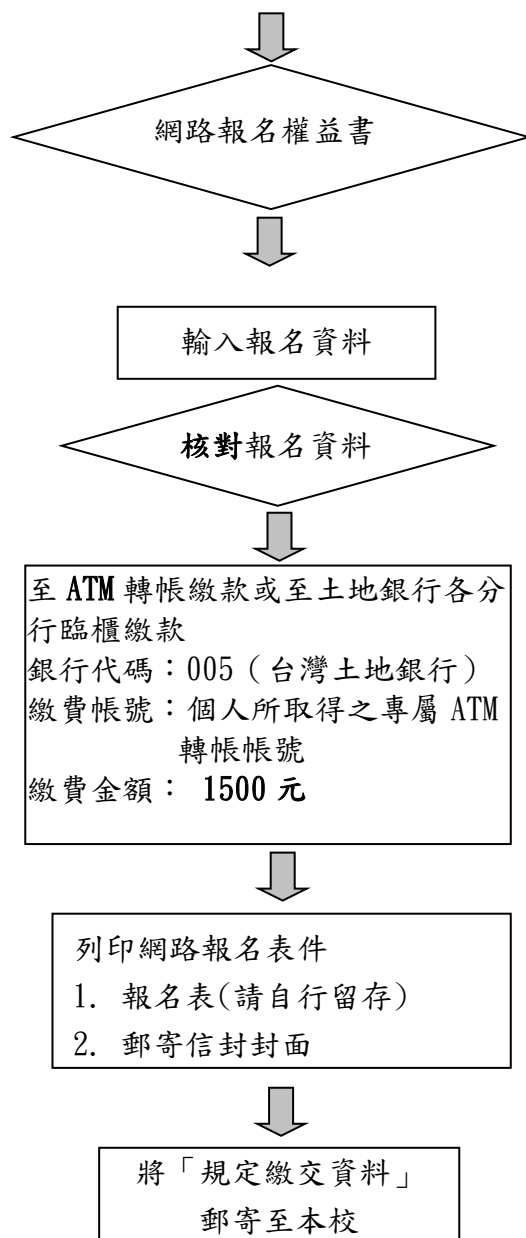 網路報名權益書
輸入報名資料
核對報名資料
至 ATM 轉帳繳款或至土地銀行各分
行臨櫃繳款
銀行代碼：005（台灣土地銀行）
繳費帳號：個人所取得之專屬 ATM
轉帳帳號
繳費金額： 1500 元
列印網路報名表件
1. 報名表(請自行留存)
2. 郵寄信封封面
將「規定繳交資料」
郵寄至本校